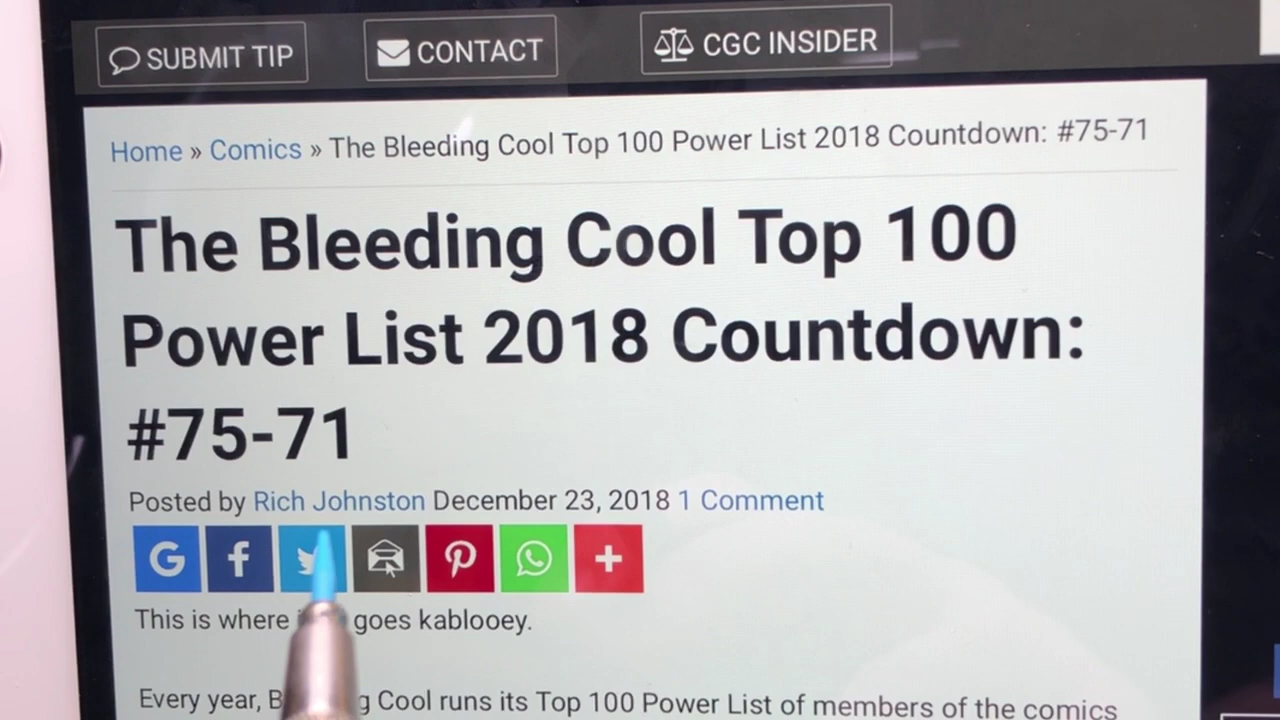 SUBMIT TIP CONTACT CGC INSIDER
Home » Comics » The Bleeding Cool Top 100 Power List 2018 Countdown: #75-71
The Bleeding Cool Top 100
Power List 2018 Countdown:
#75-71
Posted by Rich Johnston December 23, 2018 1 Comment
This is where goes kablooey.
Every year, Cool runs its Top 100 Power List of members of the comics